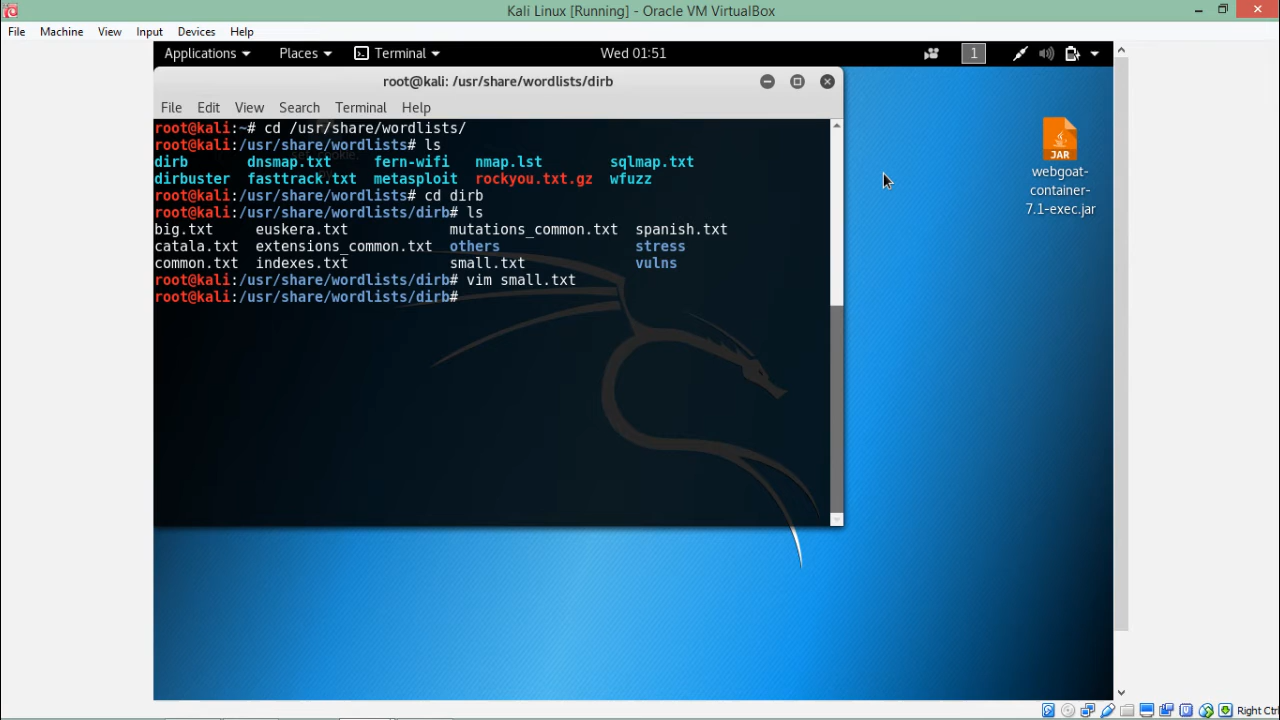 Kali Linux [Running] - Oracle VM VirtualBox
File Machine View Input Devices Help
Applications Places Terminal Wed 01:51 1
root@kali: /usr/share/wordlists/dirb
File Edit View Search Terminal Help
root@kali:~# cd /usr/share/wordlists/
root@kali:/usr/share/wordlists# ls
dirb dnsmap.txt fern-wifi nmap.lst sqlmap.txt
dirbuster fasttrack.txt metasploit rockyou.txt.gz wfuzz
root@kali:/usr/share/wordlists# cd dirb
root@kali:/usr/share/wordlists/dirb# ls
big.txt euskera.txt mutations_common.txt spanish.txt
catala.txt extensions_common.txt others stress
common.txt indexes.txt small.txt vulns
root@kali:/usr/share/wordlists/dirb# vim small.txt
root@kali:/usr/share/wordlists/dirb#
JAR
webgoat-
container-
7.1-exec.jar
Right Ctrl